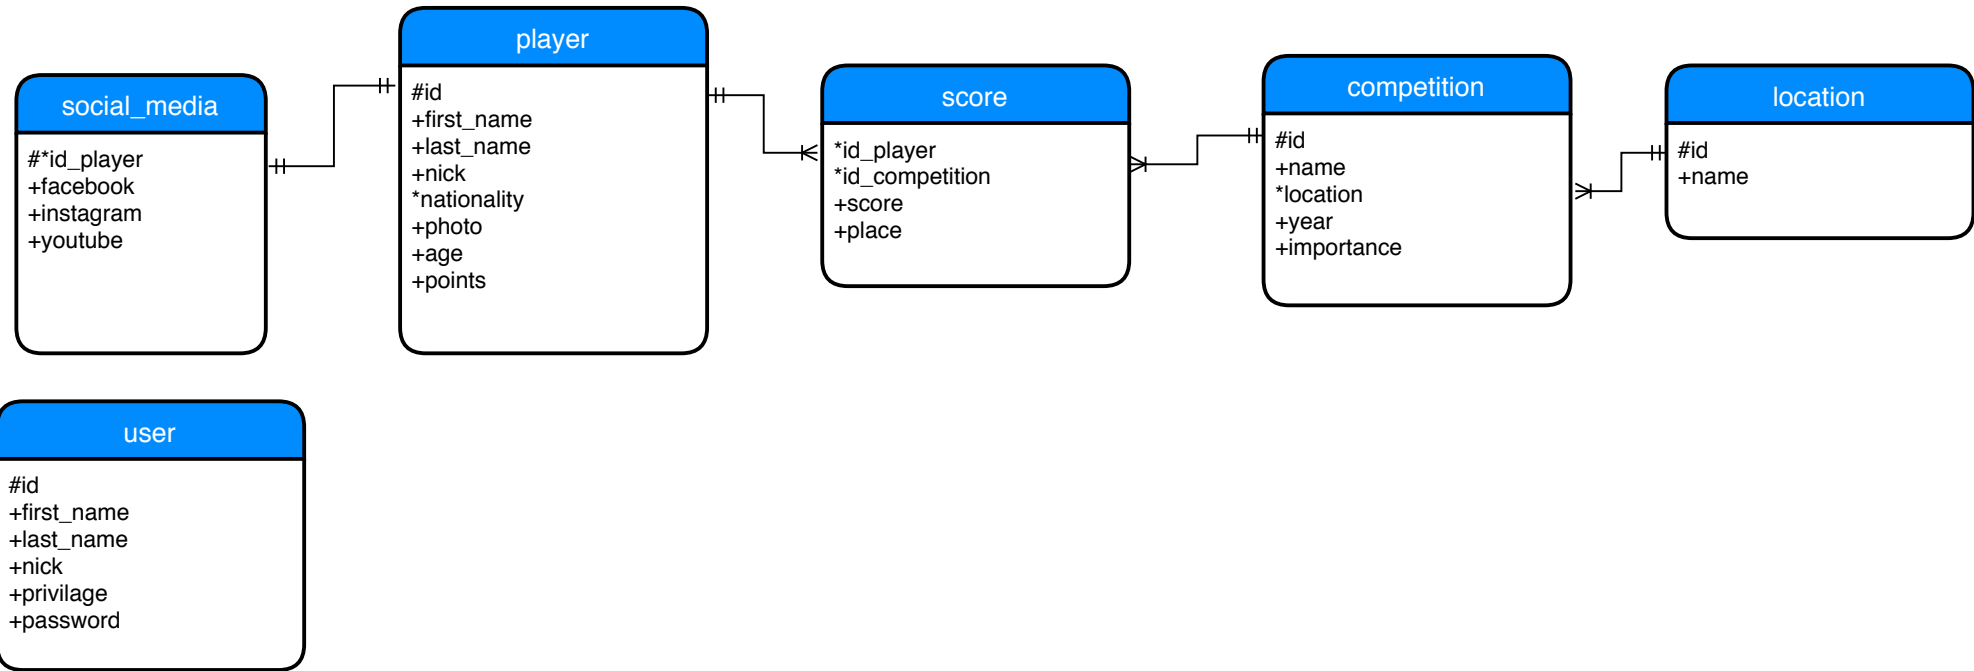 social_media
#*id_player
+facebook
+instagram
+youtube
player
#id
+first_name
+last_name
+nick
*nationality
+photo
+age
+points
score
*id_player
*id_competition
+score
+place
competition
#id
+name
*location
+year
+importance
location
#id
+name
user
#id
+first_name
+last_name
+nick
+privilage
+password